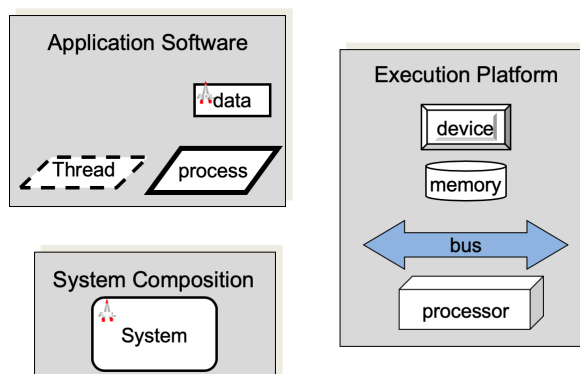 Application Software
data
Thread
process
System Composition
System
Execution Platform
device
memory
bus
processor